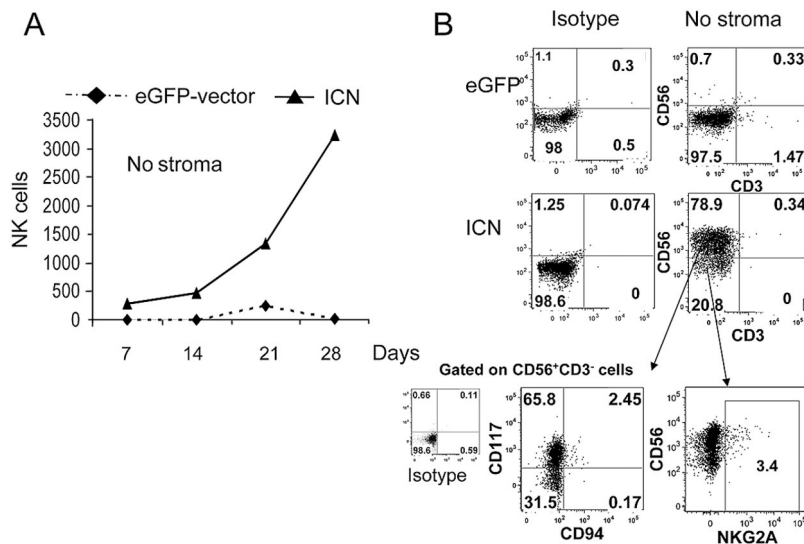 A
B
eGFP-vector ICN
3500
3000
2500
2000
1500
1000
500
0
NK cells
No stroma
7 14 21 28 Days
Isotype No stroma
eGFP
1.1 0.3
98 0.5
0.7 0.33
97.5 1.47
CD56
CD3
ICN
1.25 0.074
98.6 0
78.9 0.34
20.8 0
CD56
CD3
Gated on CD56⁺CD3⁻ cells
0.66 0.11
98.6 0.59
Isotype
65.8 2.45
31.5 0.17
CD117
CD94
3.4
CD56
NKG2A